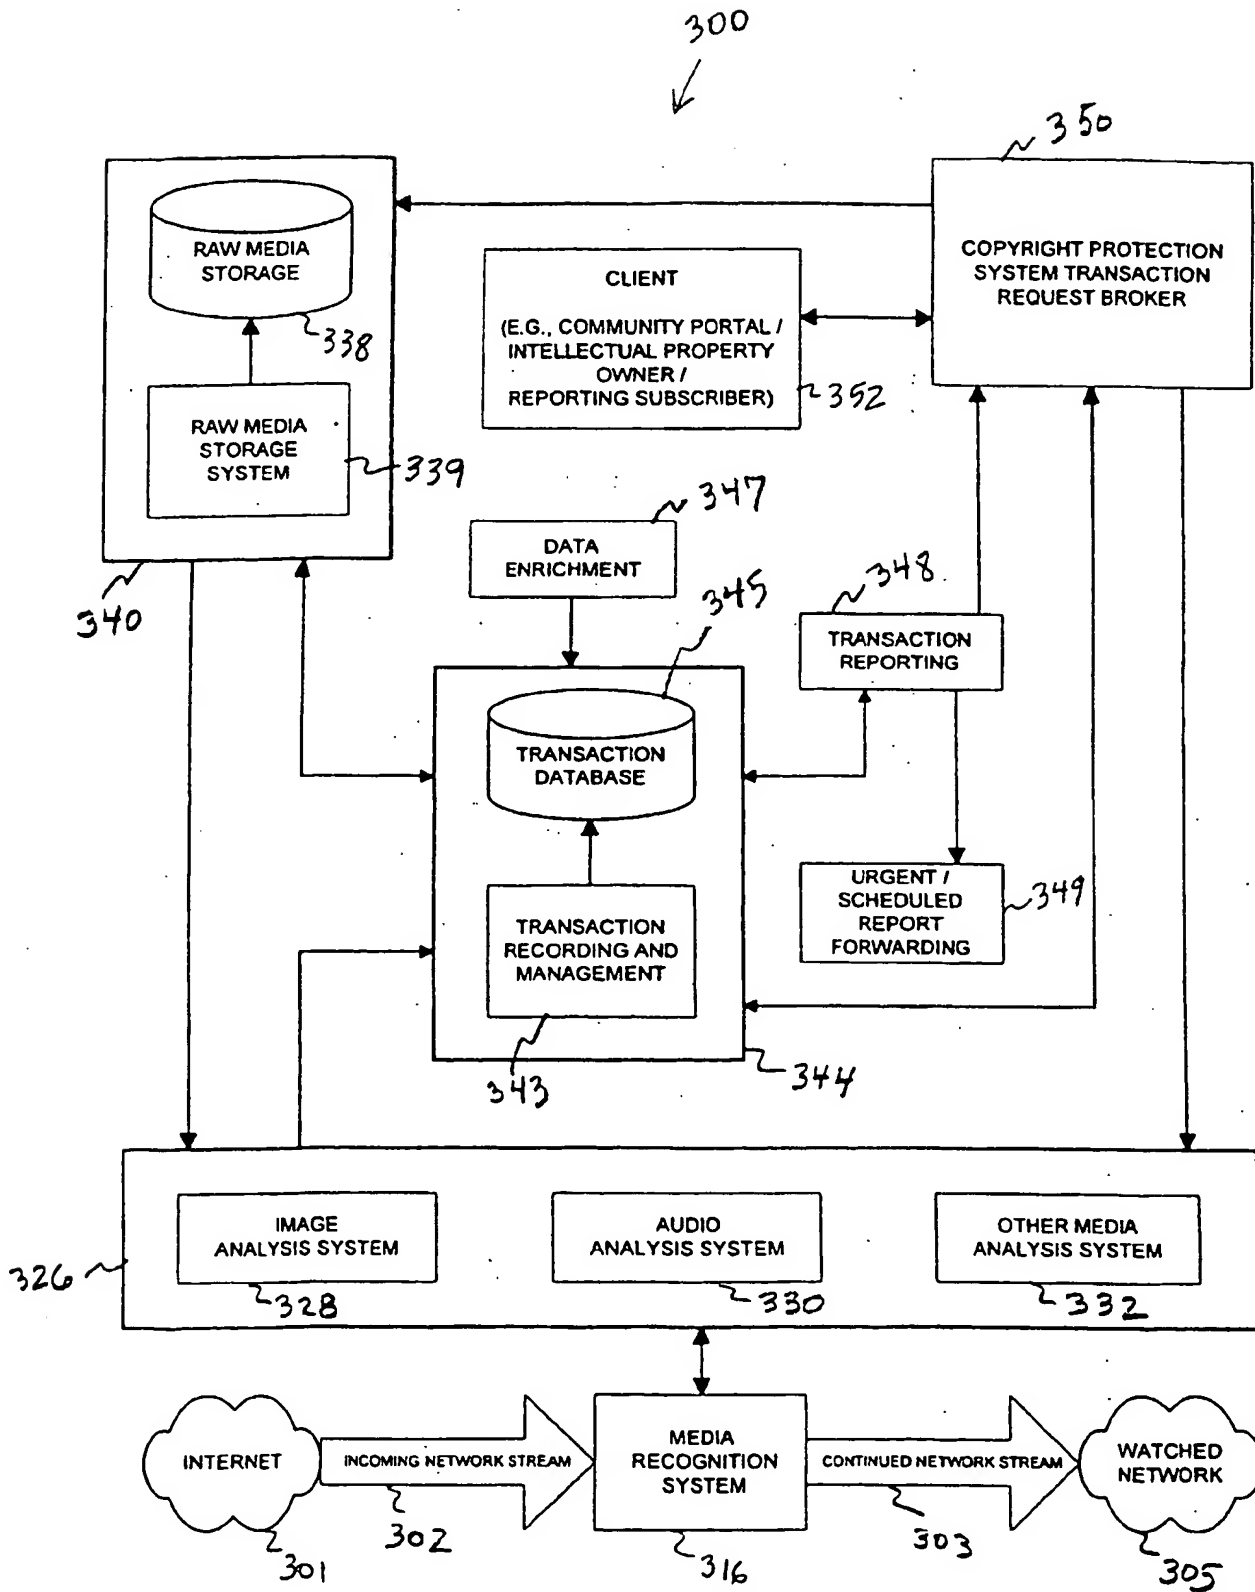 300
350
RAW MEDIA
STORAGE
338
RAW MEDIA
STORAGE
SYSTEM
339
340
CLIENT
(E.G., COMMUNITY PORTAL /
INTELLECTUAL PROPERTY
OWNER /
REPORTING SUBSCRIBER)
352
COPYRIGHT PROTECTION
SYSTEM TRANSACTION
REQUEST BROKER
347
DATA
ENRICHMENT
345
348
TRANSACTION
REPORTING
TRANSACTION
DATABASE
TRANSACTION
RECORDING AND
MANAGEMENT
343
344
URGENT /
SCHEDULED
REPORT
FORWARDING
349
326
IMAGE
ANALYSIS SYSTEM
328
AUDIO
ANALYSIS SYSTEM
330
OTHER MEDIA
ANALYSIS SYSTEM
332
INTERNET
301
INCOMING NETWORK STREAM
302
MEDIA
RECOGNITION
SYSTEM
316
CONTINUED NETWORK STREAM
303
WATCHED
NETWORK
305